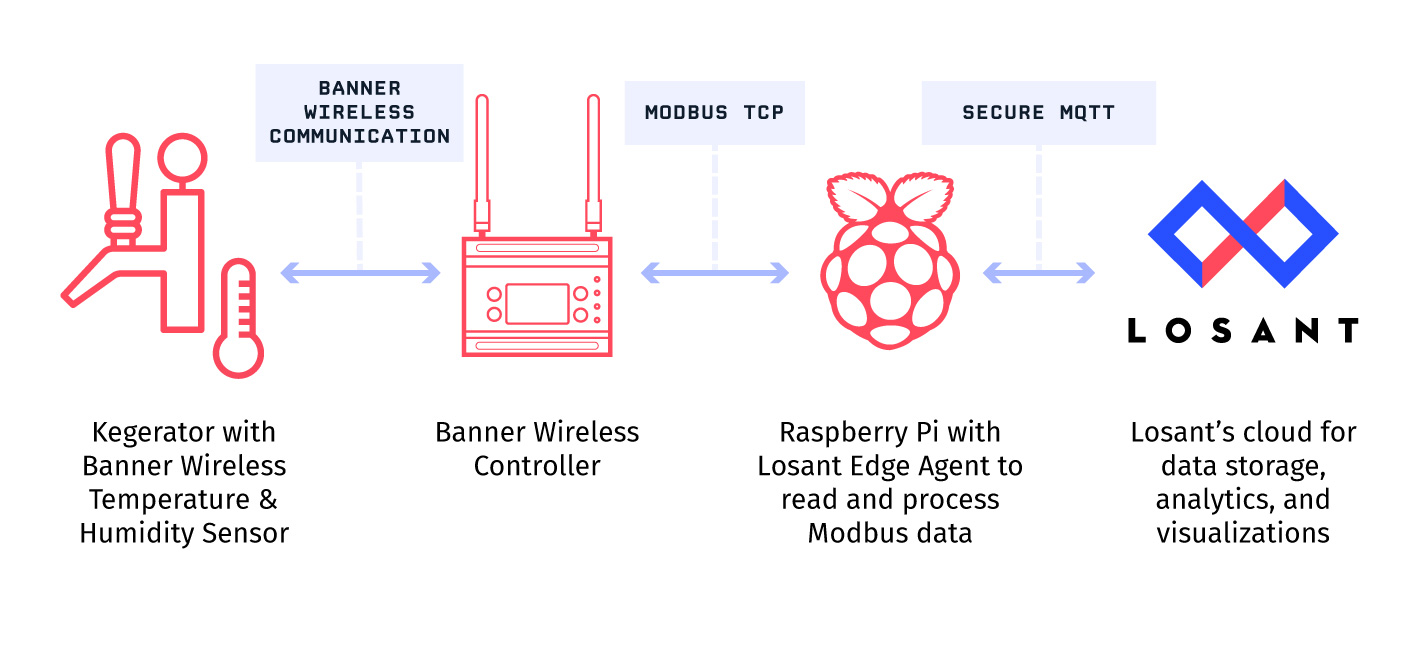 BANNER
WIRELESS
COMMUNICATION
MODBUS TCP
SECURE MQTT
LOSANT
Kegerator with
Banner Wireless
Temperature &
Humidity Sensor
Banner Wireless
Controller
Raspberry Pi with
Losant Edge Agent to
read and process
Modbus data
Losant’s cloud for
data storage,
analytics, and
visualizations